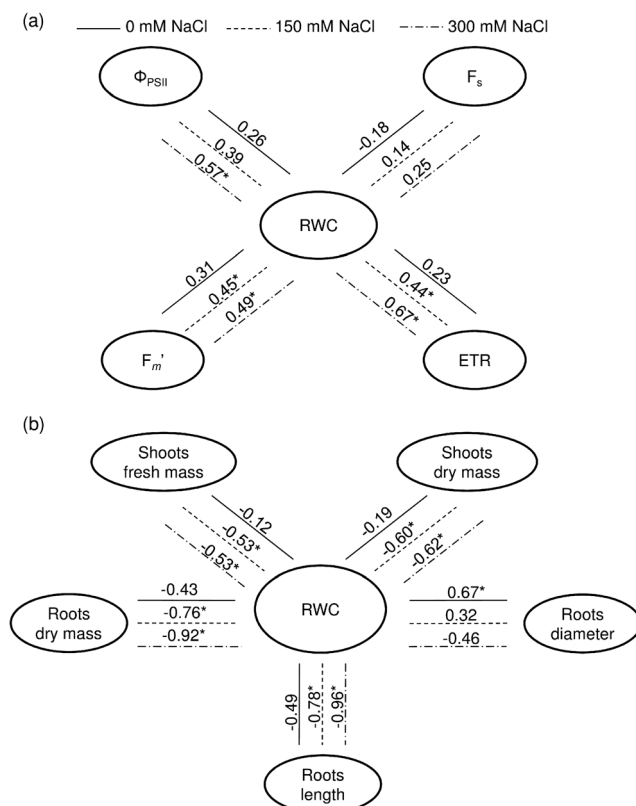 (a)
0 mM NaCl 150 mM NaCl 300 mM NaCl
Φ_PSII F_s
0.26 -0.18
0.39 0.14
0.57* 0.25
RWC
0.31 0.23
0.45* 0.44*
0.49* 0.67*
F_m' ETR
(b)
Shoots
fresh mass
Shoots
dry mass
-0.12 -0.19
-0.53* -0.60*
-0.53* -0.62*
Roots
dry mass
-0.43
-0.76*
-0.92*
RWC
0.67*
0.32
-0.46
Roots
diameter
-0.49
-0.78*
-0.96*
Roots
length